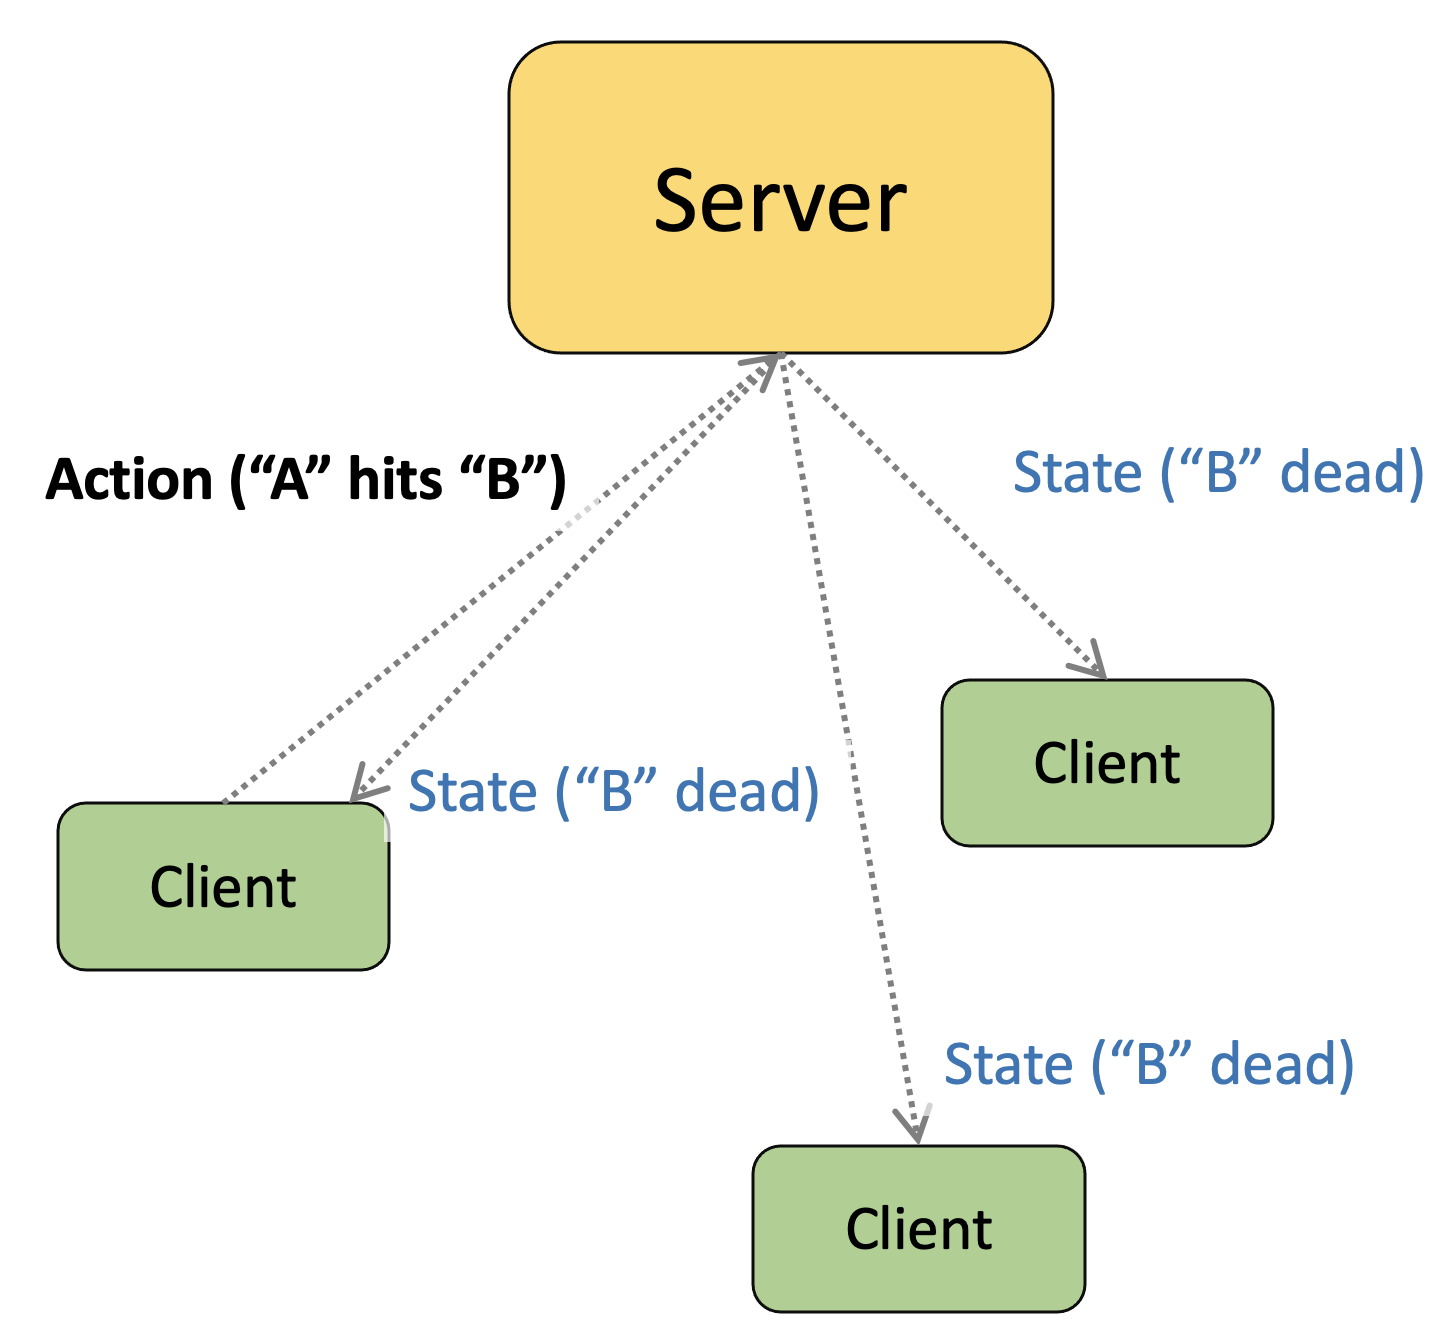 Server
Action (“A” hits “B”)
State (“B” dead)
Client
State (“B” dead)
Client
State (“B” dead)
Client